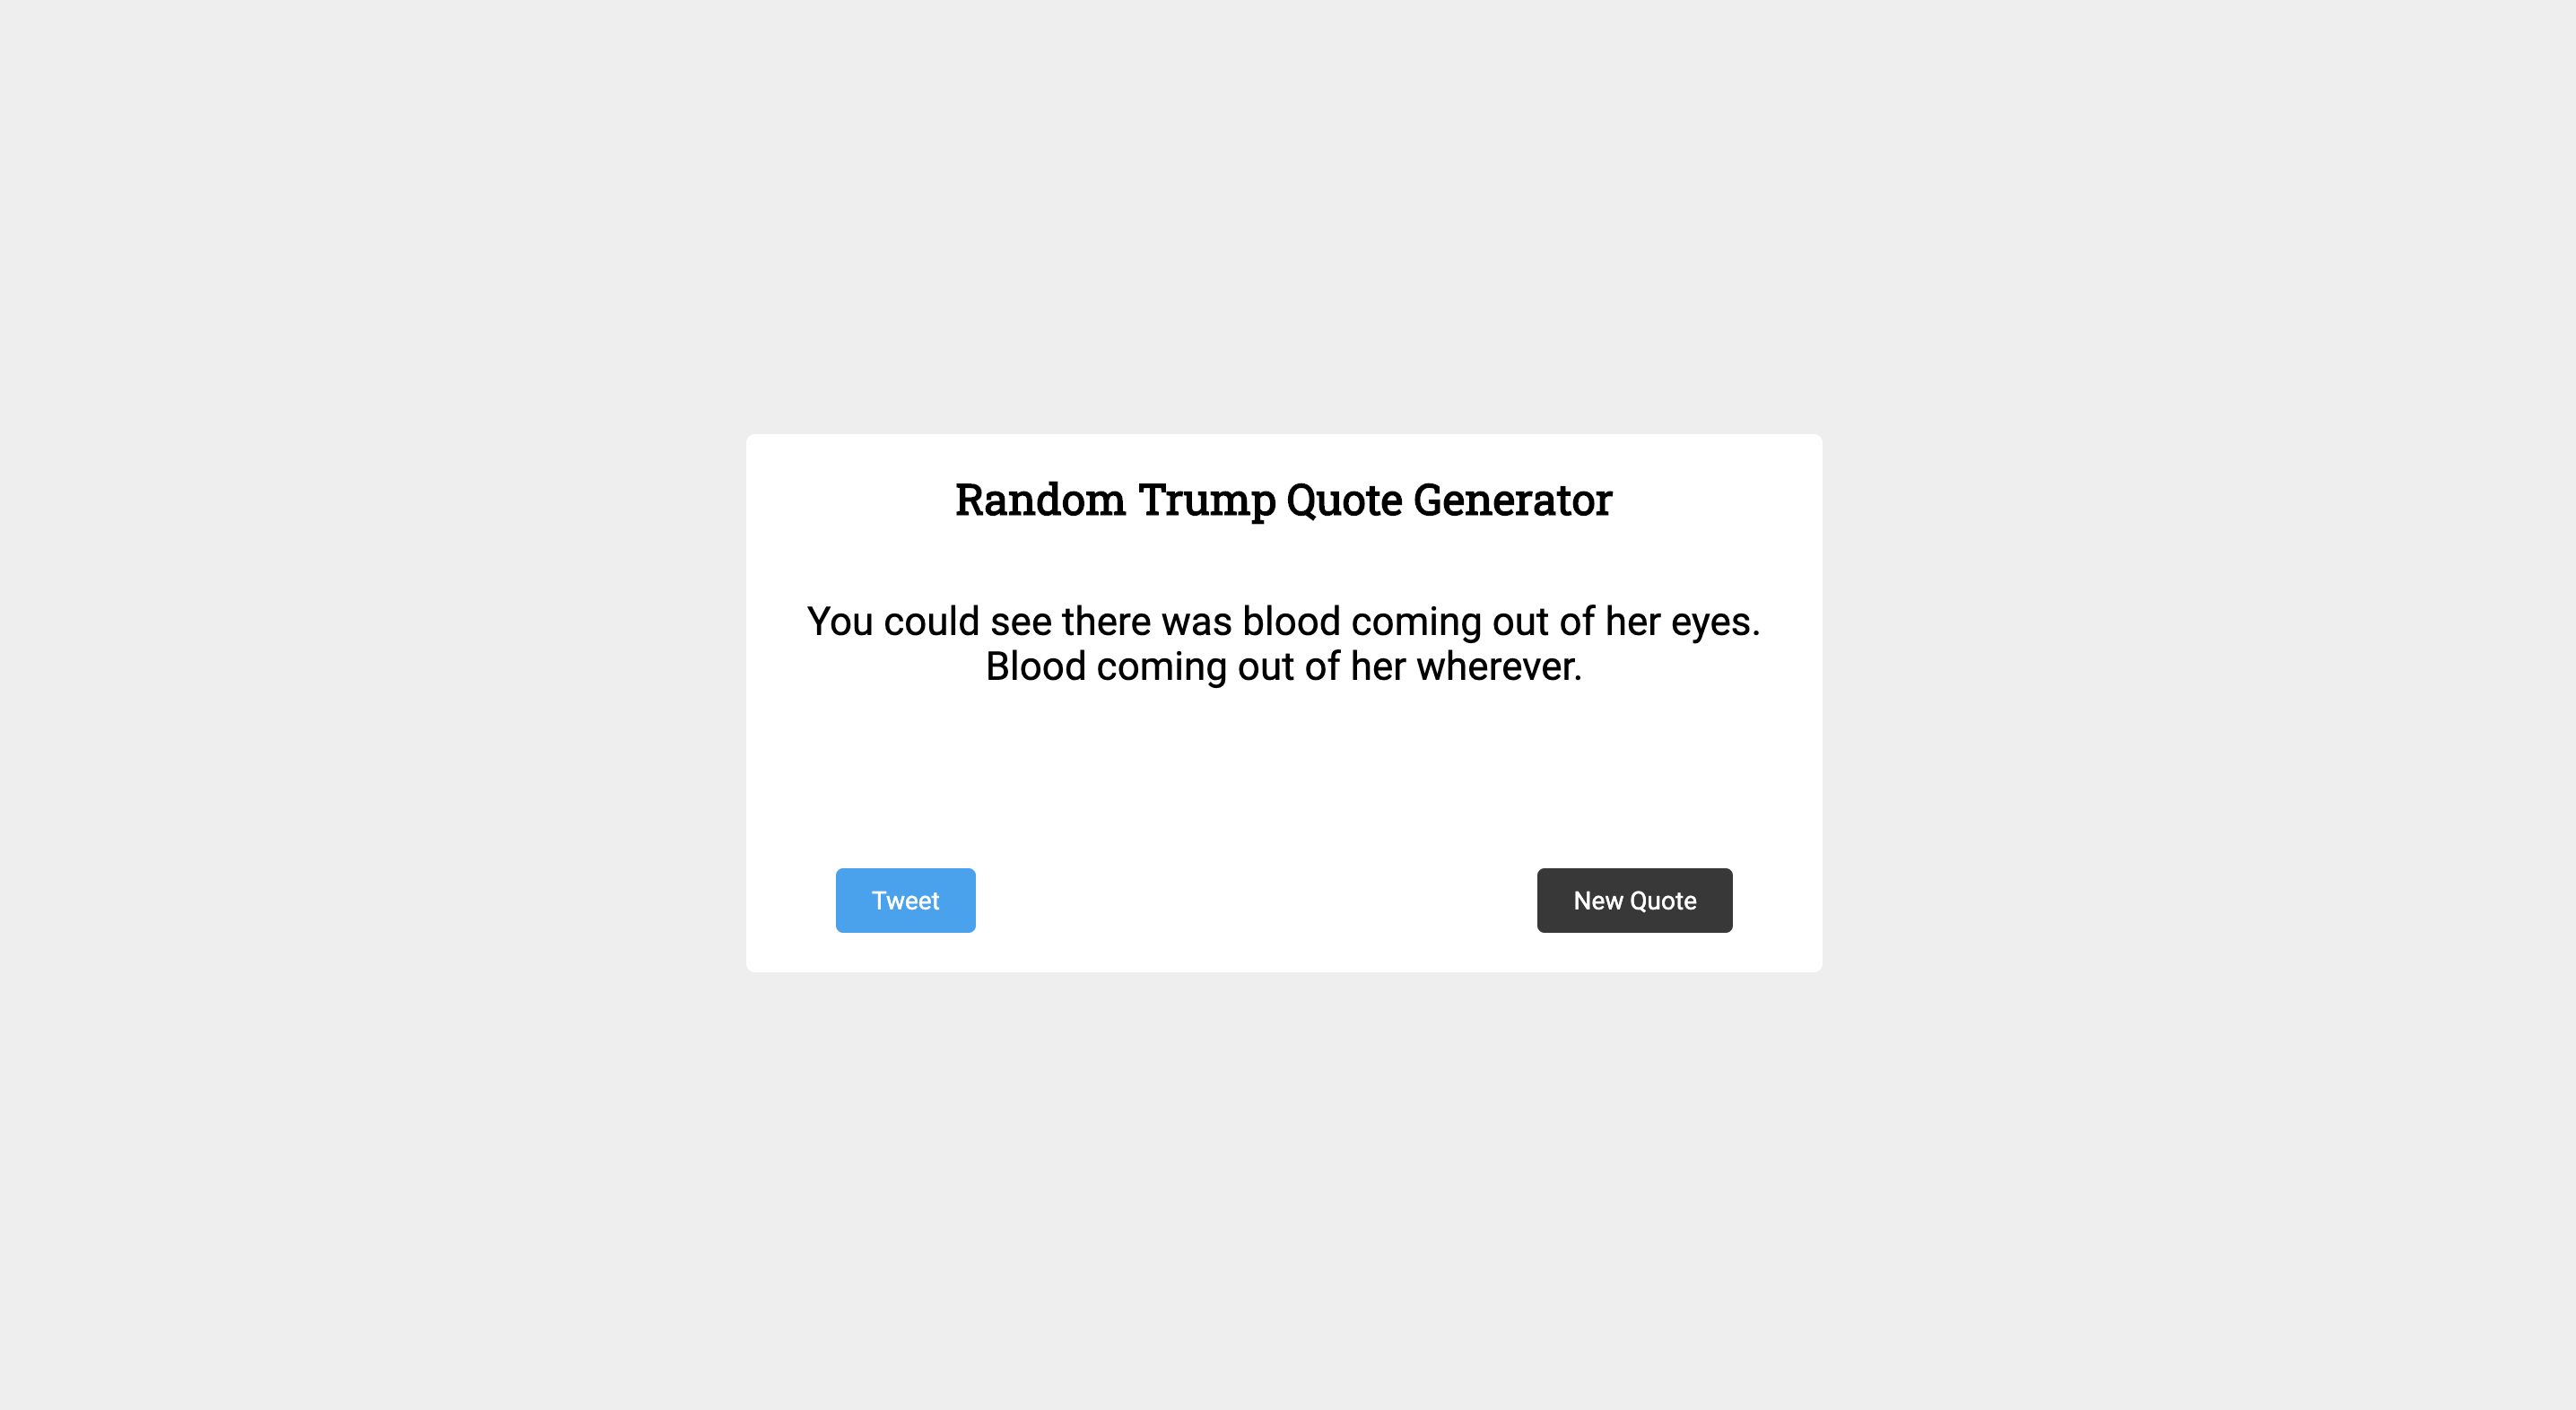 Random Trump Quote Generator
You could see there was blood coming out of her eyes.
Blood coming out of her wherever.
Tweet
New Quote